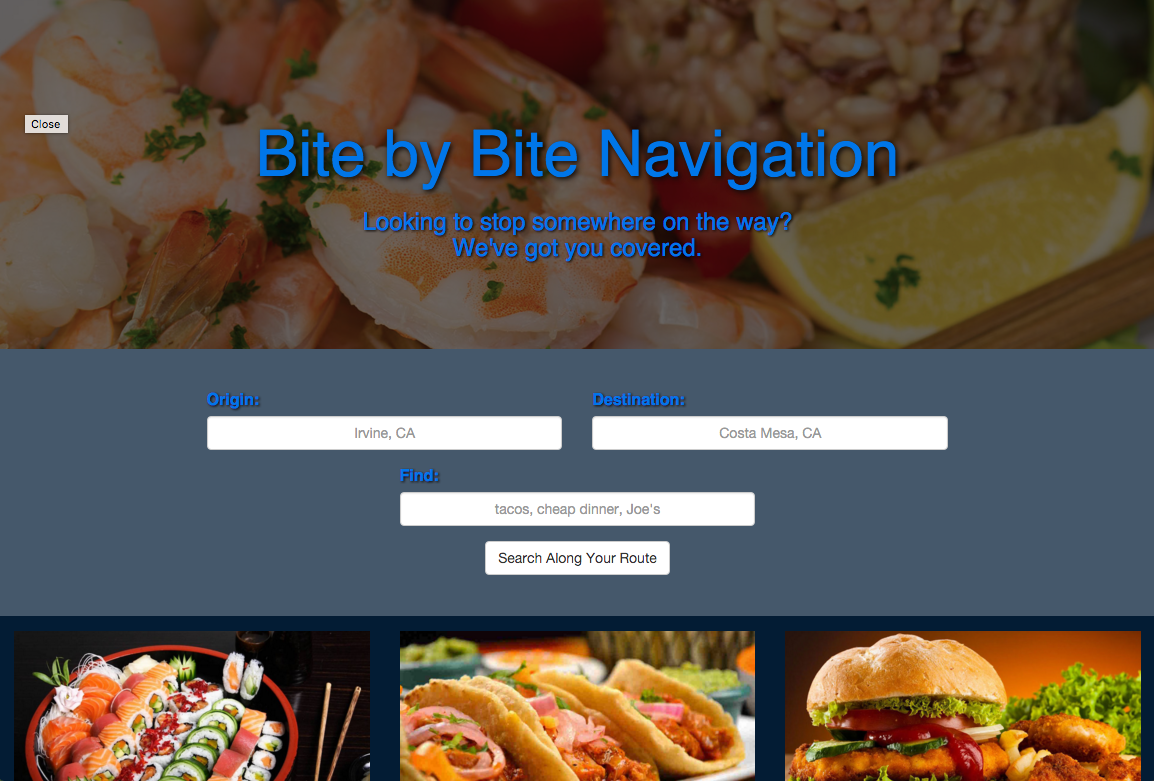 Close
Bite by Bite Navigation
Looking to stop somewhere on the way?
We've got you covered.
Origin:
Destination:
Irvine, CA
Costa Mesa, CA
Find:
tacos, cheap dinner, Joe's
Search Along Your Route